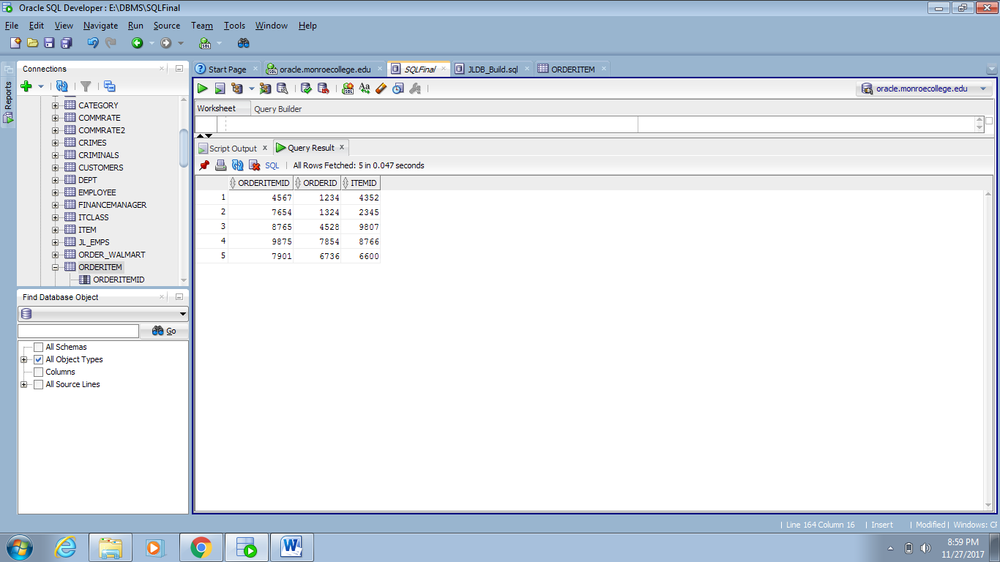 Oracle SQL Developer : E:\DBMS\SQLFinal
File Edit View Navigate Run Source Team Tools Window Help
Connections
Start Page
oracle.monroecollege.edu
SQLFinal
JLDB_Build.sql
ORDERITEM
Reports
oracle.monroecollege.edu
Worksheet Query Builder
CATEGORY
COMMRATE
COMMRATE2
CRIMES
CRIMINALS
CUSTOMERS
DEPT
EMPLOYEE
FINANCEMANAGER
ITCLASS
ITEM
JL_EMPS
ORDER_WALMART
ORDERITEM
ORDERITEMID
Script Output Query Result
SQL All Rows Fetched: 5 in 0.047 seconds
ORDERITEMID ORDERID ITEMID
1 4567 1234 4352
2 7654 1324 2345
3 8765 4528 9807
4 9875 7854 8766
5 7901 6736 6600
Find Database Object
Go
All Schemas
All Object Types
Columns
All Source Lines
Line 164 Column 16 Insert Modified Windows: CF
8:59 PM
11/27/2017